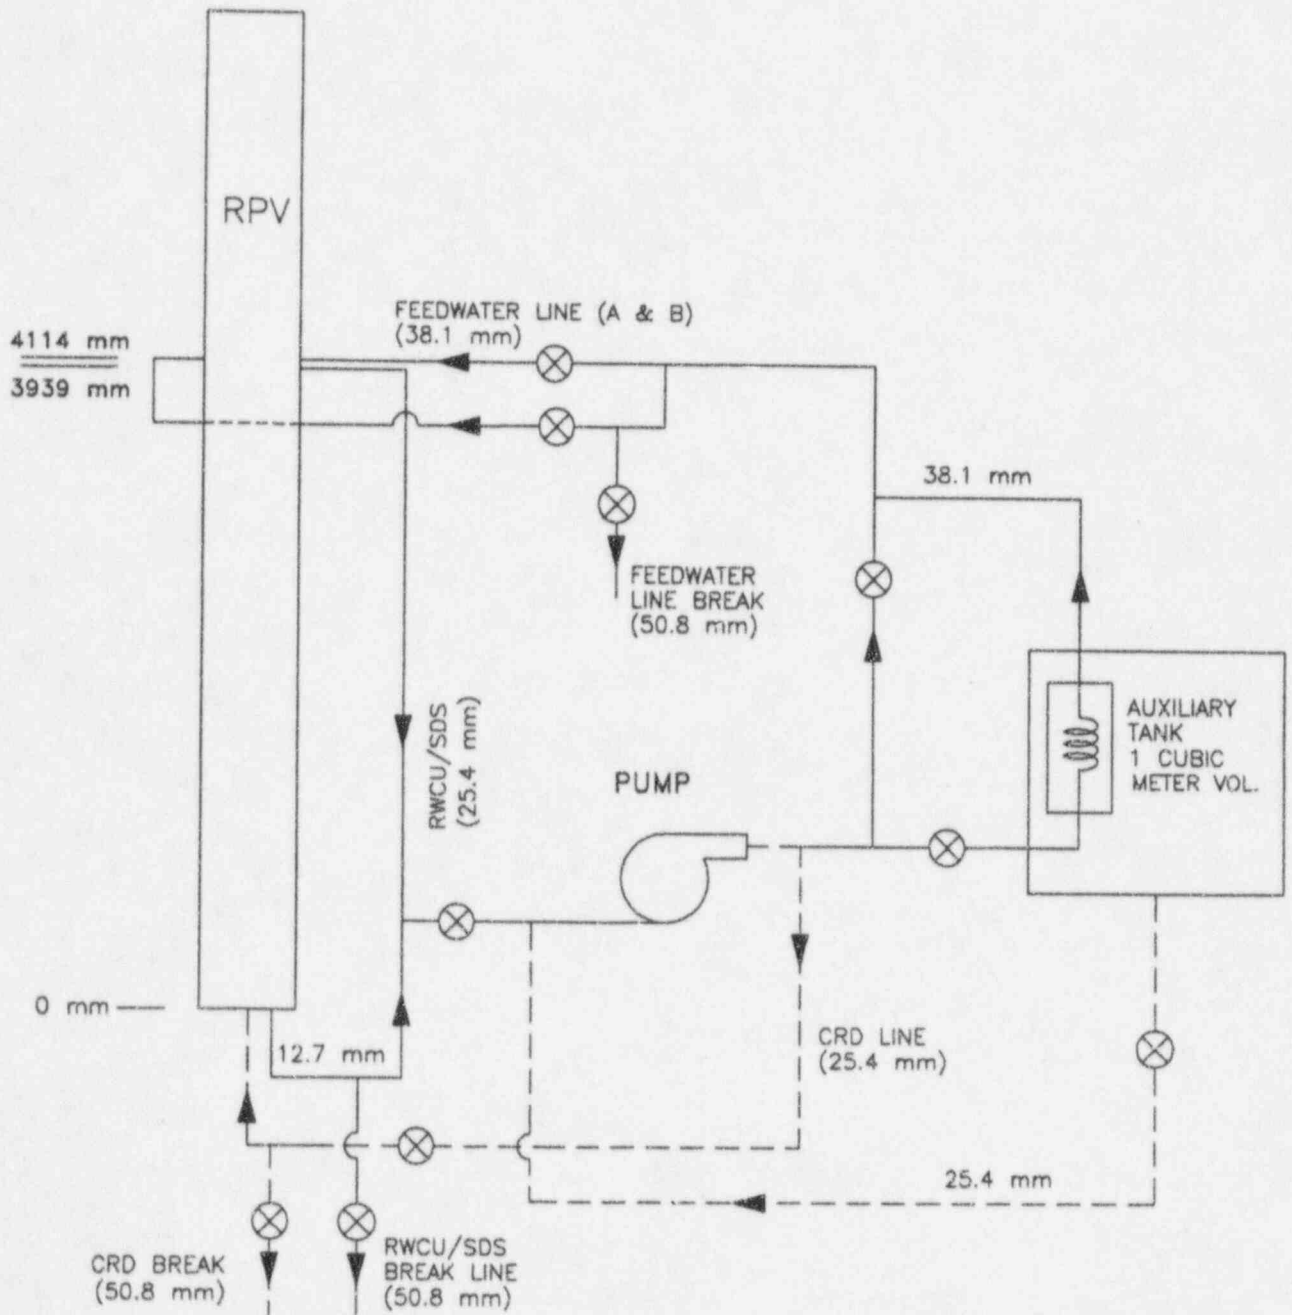 RPV
FEEDWATER LINE (A & B)
(38.1 mm)
4114 mm
3939 mm
38.1 mm
FEEDWATER
LINE BREAK
(50.8 mm)
RWCU/SDS
(25.4 mm)
AUXILIARY
TANK
1 CUBIC
METER VOL.
PUMP
0 mm
12.7 mm
CRD LINE
(25.4 mm)
25.4 mm
CRD BREAK
(50.8 mm)
RWCU/SDS
BREAK LINE
(50.8 mm)